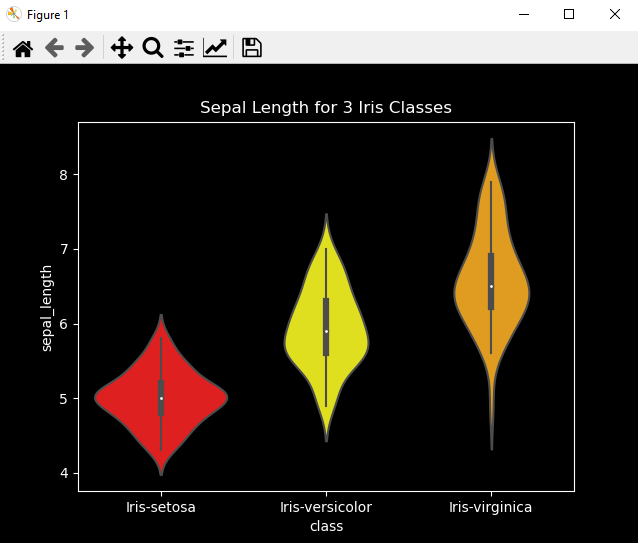 Figure 1
Sepal Length for 3 Iris Classes
8
7
6
5
4
sepal_length
Iris-setosa Iris-versicolor Iris-virginica
class